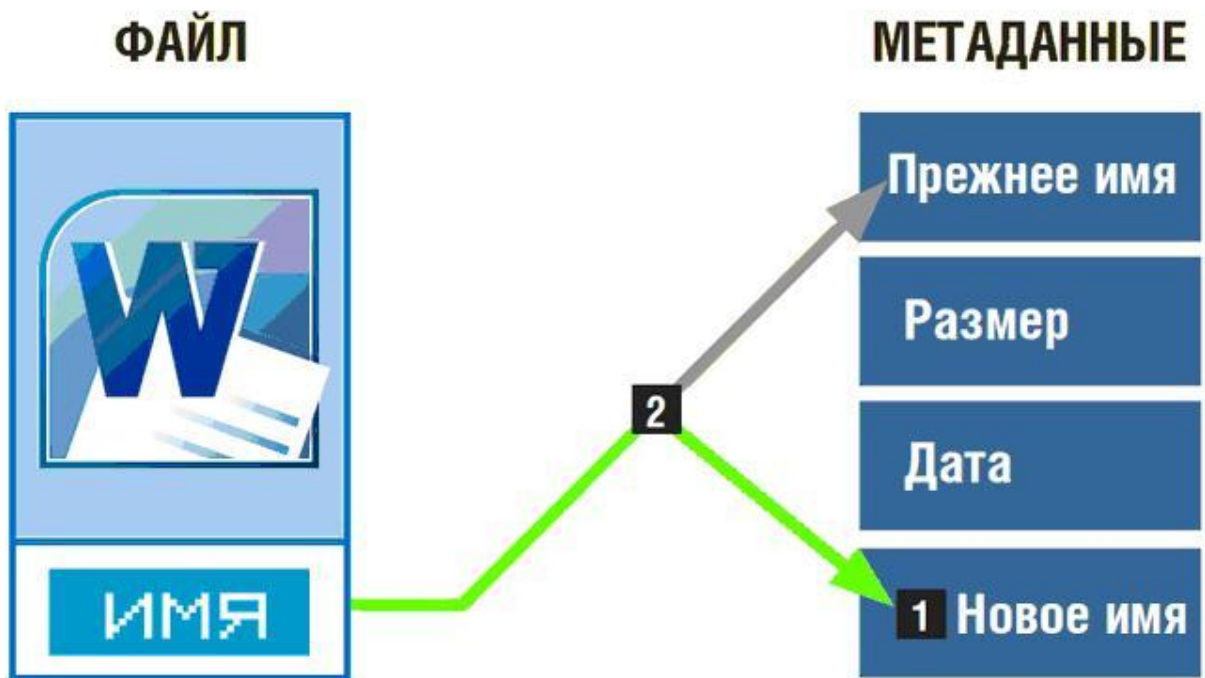 ФАЙЛ
МЕТАДАННЫЕ
W
ИМЯ
2
Прежнее имя
Размер
Дата
1 Новое имя